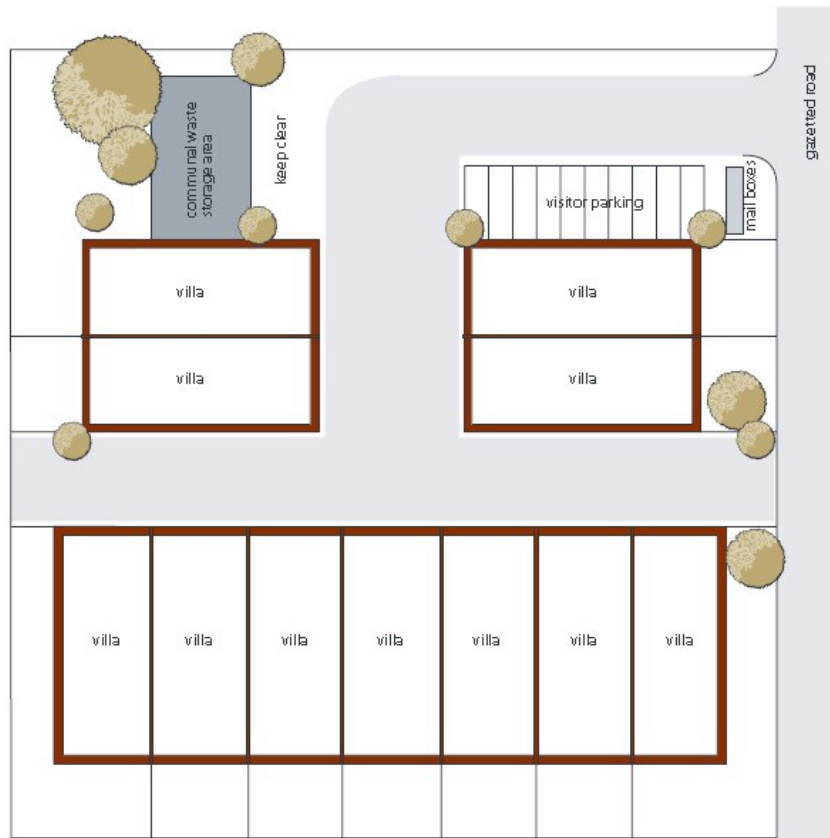 communal waste
storage area
keep clear
gazetted road
visitor parking
mail boxes
villa
villa
villa
villa
villa
villa
villa
villa
villa
villa
villa